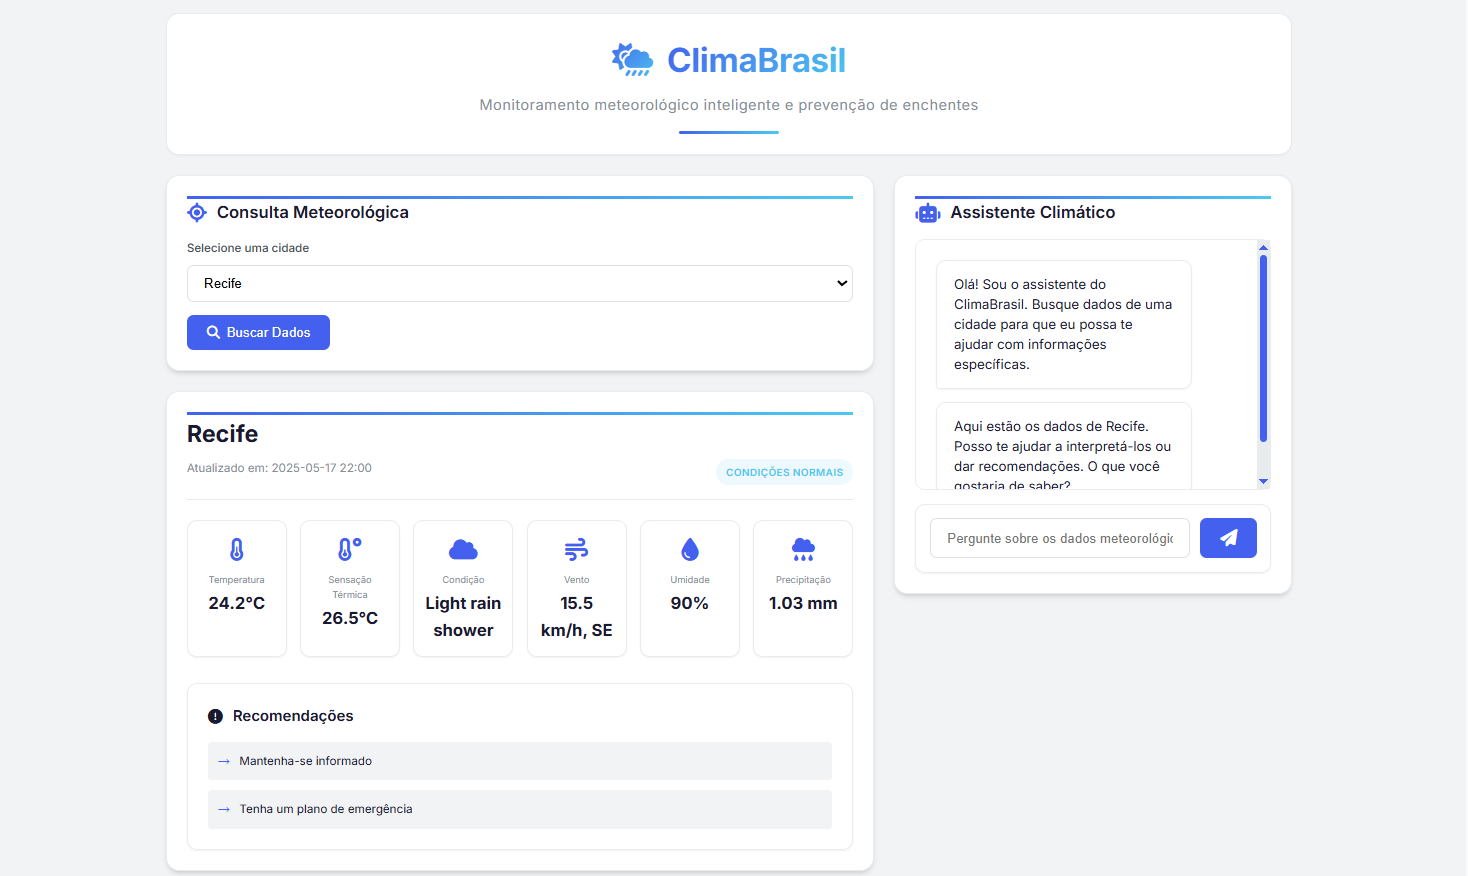 ClimaBrasil
Monitoramento meteorológico inteligente e prevenção de enchentes
Consulta Meteorológica
Selecione uma cidade
Recife
Buscar Dados
Recife
Atualizado em: 2025-05-17 22:00
CONDIÇÕES NORMAIS
Temperatura
24.2°C
Sensação
Térmica
26.5°C
Condição
Light rain
shower
Vento
15.5
km/h, SE
Umidade
90%
Precipitação
1.03 mm
Recomendações
→ Mantenha-se informado
→ Tenha um plano de emergência
Assistente Climático
Olá! Sou o assistente do
ClimaBrasil. Busque dados de uma
cidade para que eu possa te
ajudar com informações
específicas.
Aqui estão os dados de Recife.
Posso te ajudar a interpretá-los ou
dar recomendações. O que você
gostaria de saber?
Pergunte sobre os dados meteorológic